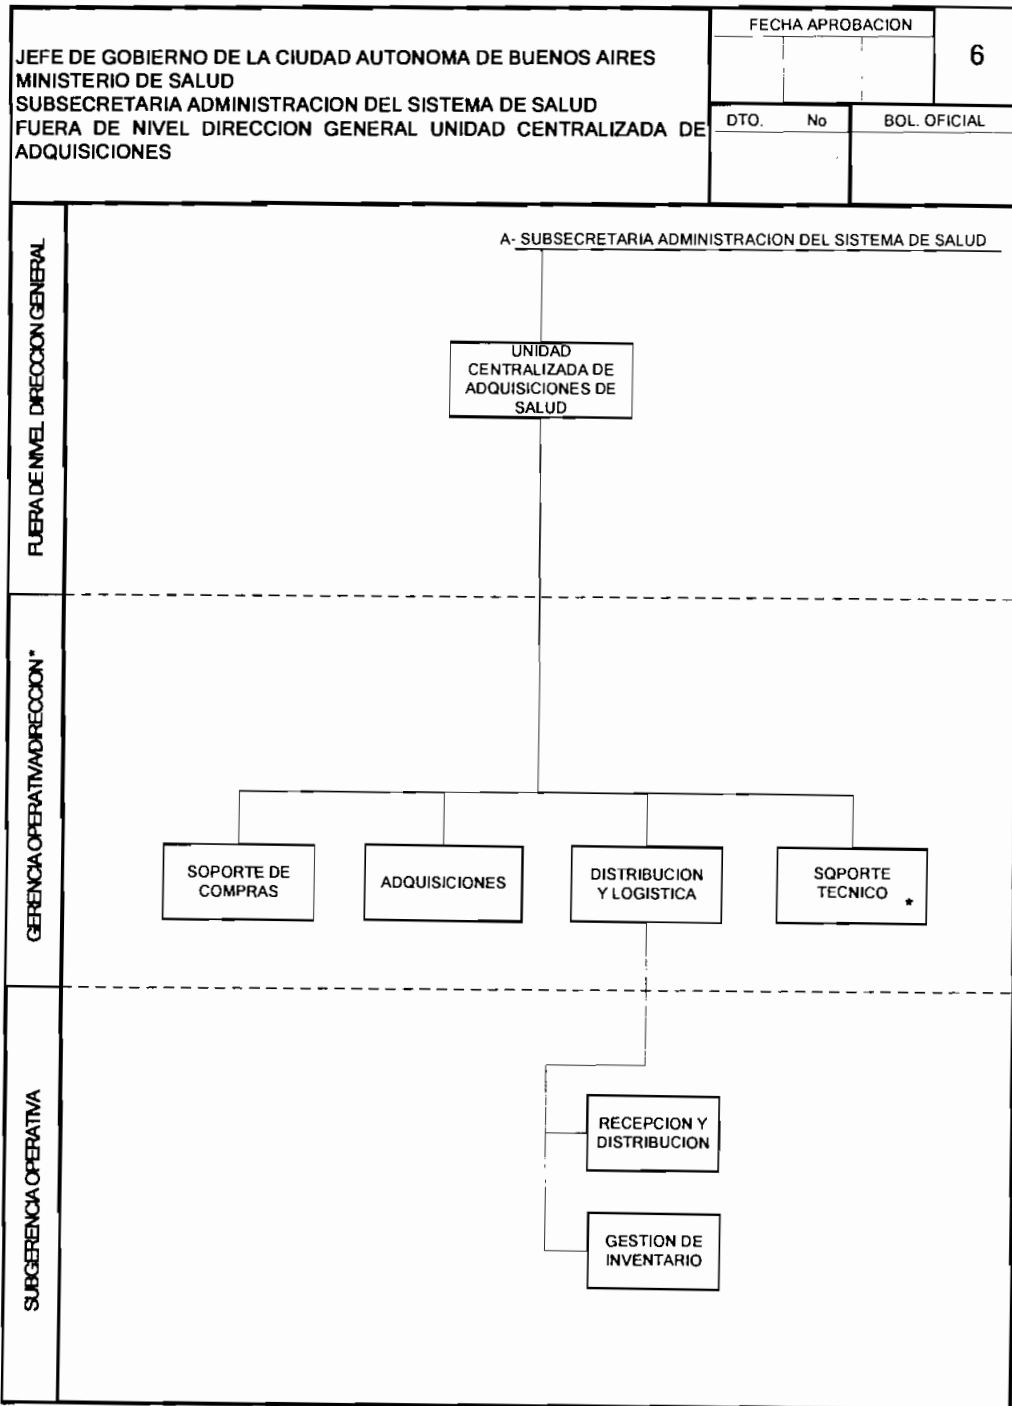 JEFE DE GOBIERNO DE LA CIUDAD AUTONOMA DE BUENOS AIRES
MINISTERIO DE SALUD
SUBSECRETARIA ADMINISTRACION DEL SISTEMA DE SALUD
FUERA DE NIVEL DIRECCION GENERAL UNIDAD CENTRALIZADA DE
ADQUISICIONES
FECHA APROBACION
6
DTO. No
BOL. OFICIAL
FUERA DE NIVEL DIRECCION GENERAL
A- SUBSECRETARIA ADMINISTRACION DEL SISTEMA DE SALUD
UNIDAD
CENTRALIZADA DE
ADQUISICIONES DE
SALUD
GERENCIA OPERATIVA/DIRECCION*
SOPORTE DE
COMPRAS
ADQUISICIONES
DISTRIBUCION
Y LOGISTICA
SOPORTE
TECNICO *
SUBGERENCIA OPERATIVA
RECEPCION Y
DISTRIBUCION
GESTION DE
INVENTARIO